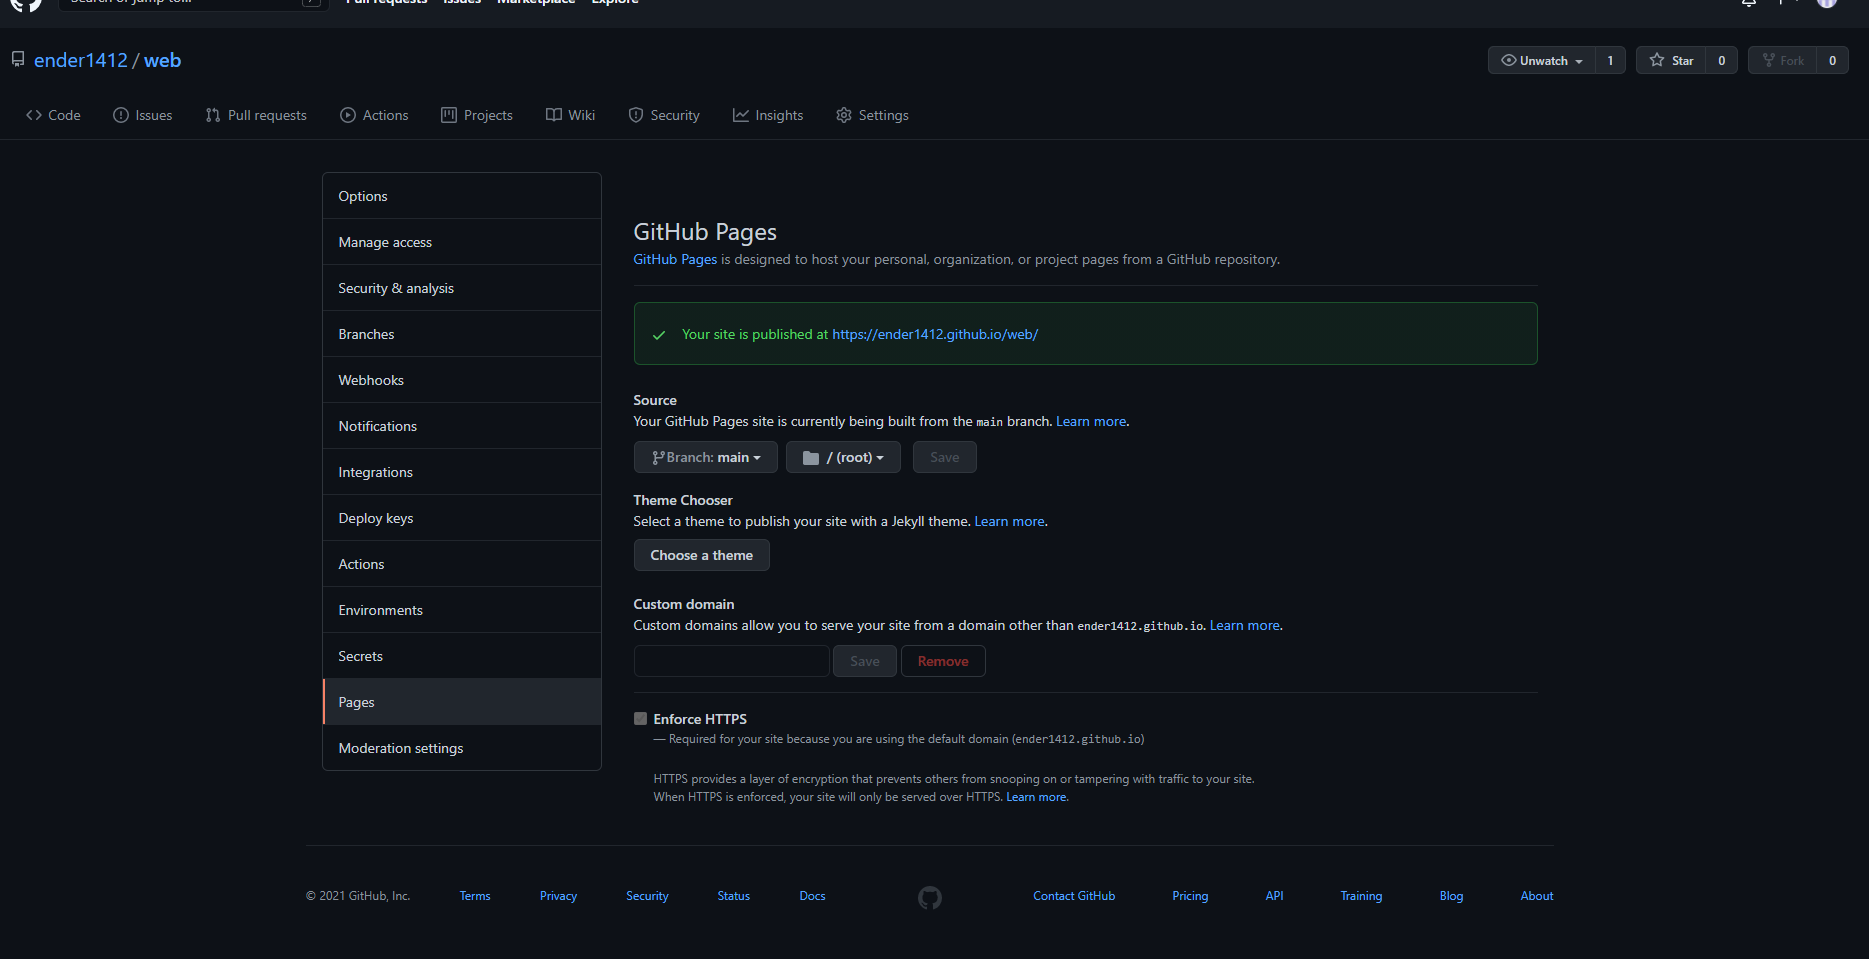 Search or jump to...
/
Pull requests Issues Marketplace Explore
ender1412 / web
Unwatch 1 Star 0 Fork 0
Code Issues Pull requests Actions Projects Wiki Security Insights Settings
Options
Manage access
Security & analysis
Branches
Webhooks
Notifications
Integrations
Deploy keys
Actions
Environments
Secrets
Pages
Moderation settings
GitHub Pages
GitHub Pages is designed to host your personal, organization, or project pages from a GitHub repository.
Your site is published at https://ender1412.github.io/web/
Source
Your GitHub Pages site is currently being built from the main branch. Learn more.
Branch: main / (root) Save
Theme Chooser
Select a theme to publish your site with a Jekyll theme. Learn more.
Choose a theme
Custom domain
Custom domains allow you to serve your site from a domain other than ender1412.github.io. Learn more.
Save Remove
Enforce HTTPS
— Required for your site because you are using the default domain (ender1412.github.io)
HTTPS provides a layer of encryption that prevents others from snooping on or tampering with traffic to your site.
When HTTPS is enforced, your site will only be served over HTTPS. Learn more.
© 2021 GitHub, Inc. Terms Privacy Security Status Docs Contact GitHub Pricing API Training Blog About